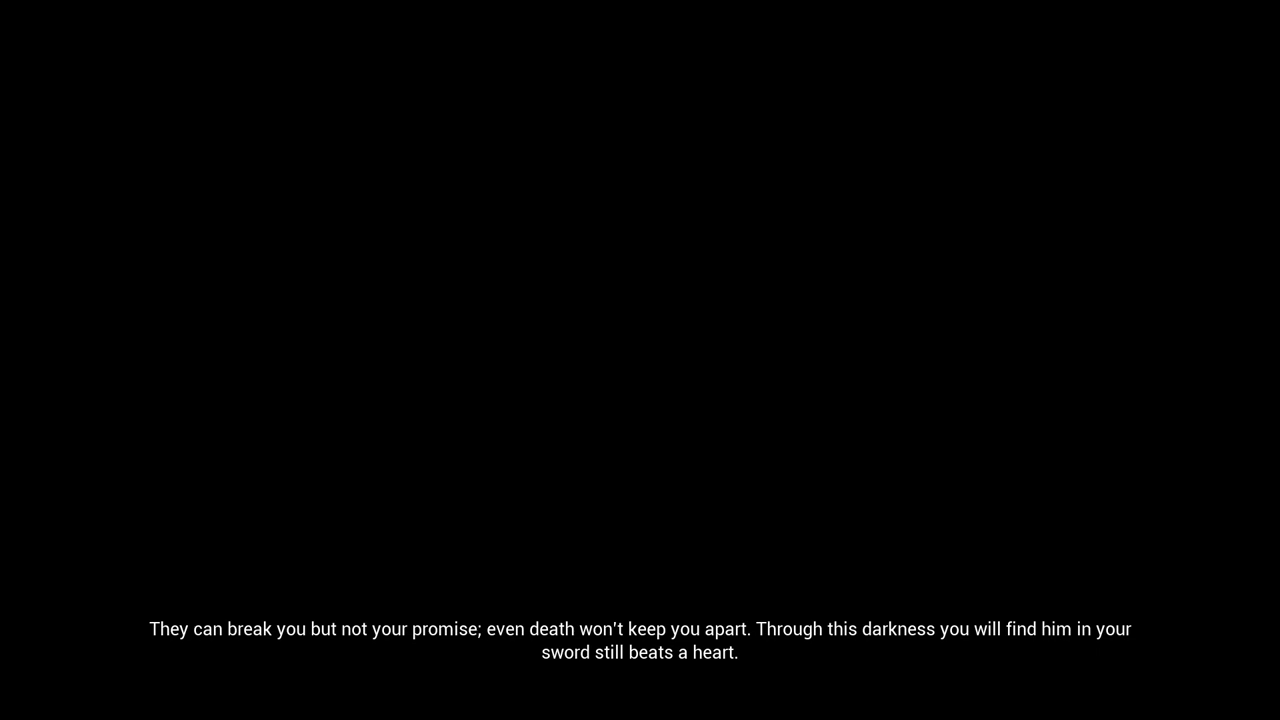 They can break you but not your promise; even death won't keep you apart. Through this darkness you will find him in your
sword still beats a heart.